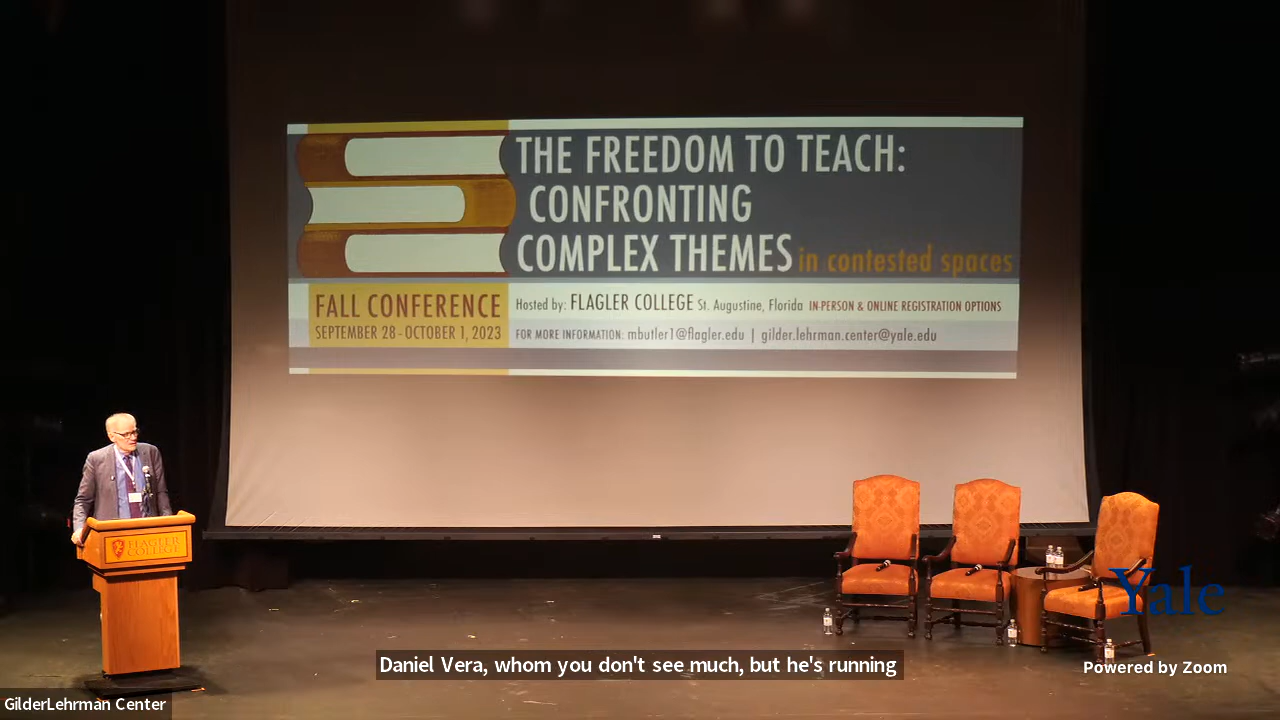 THE FREEDOM TO TEACH:
CONFRONTING
COMPLEX THEMES in contested spaces
FALL CONFERENCE
SEPTEMBER 28 - OCTOBER 1, 2023
Hosted by: FLAGLER COLLEGE St. Augustine, Florida IN-PERSON & ONLINE REGISTRATION OPTIONS
FOR MORE INFORMATION: mbutler1@flagler.edu | gilder.lehrman.center@yale.edu
FLAGLER
COLLEGE
Yale
Daniel Vera, whom you don't see much, but he's running
Powered by Zoom
GilderLehrman Center